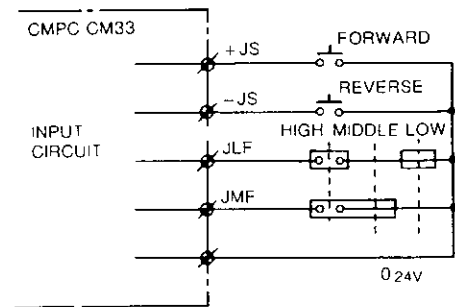 CMPC CM33
+JS
FORWARD
-JS
REVERSE
INPUT
CIRCUIT
HIGH MIDDLE LOW
JLF
JMF
0 24V